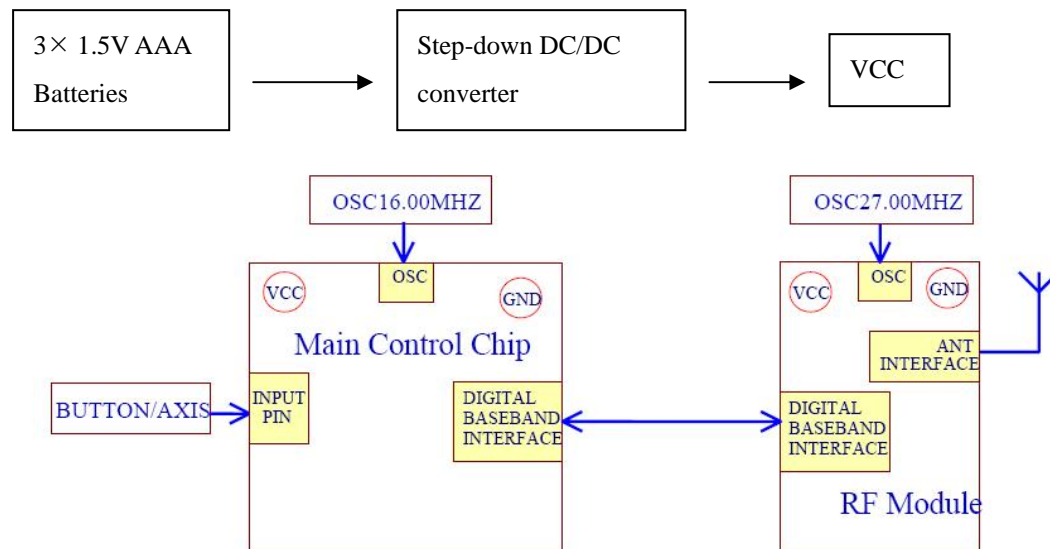 3× 1.5V AAA
Batteries
Step-down DC/DC
converter
VCC
OSC16.00MHZ
OSC27.00MHZ
OSC
VCC
GND
Main Control Chip
BUTTON/AXIS
INPUT
PIN
DIGITAL
BASEBAND
INTERFACE
OSC
VCC
GND
ANT
INTERFACE
DIGITAL
BASEBAND
INTERFACE
RF Module